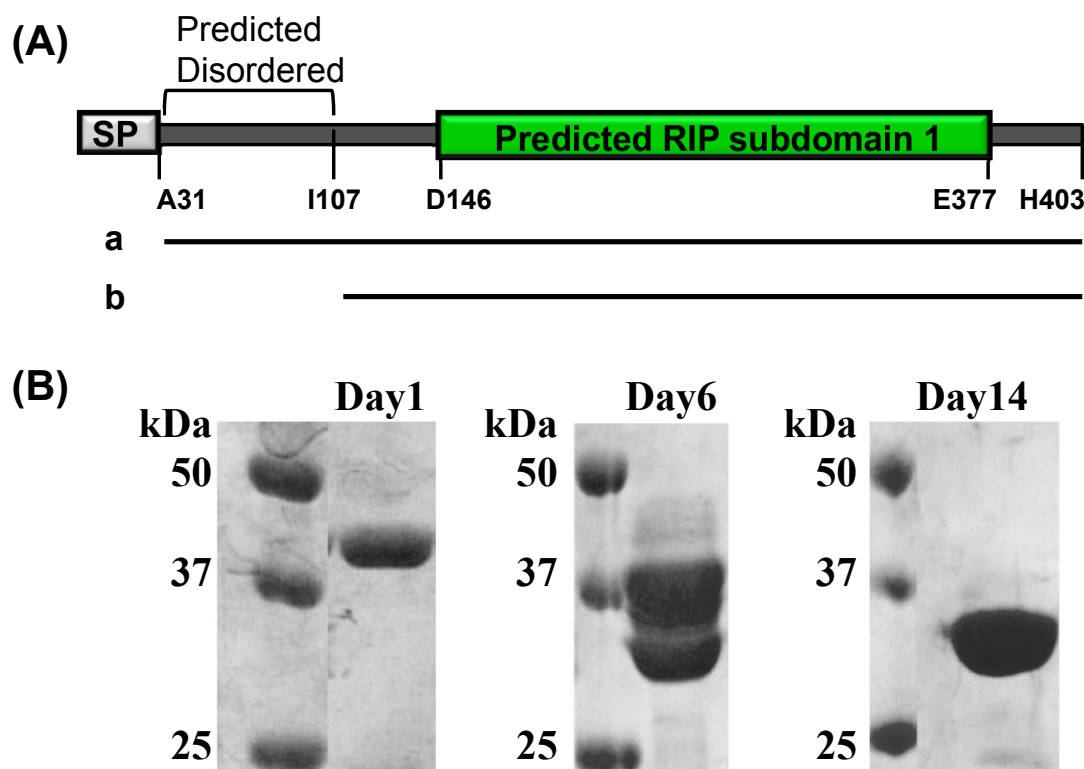 (A)
Predicted
Disordered
SP
Predicted RIP subdomain 1
A31 I107 D146 E377 H403
a
b
(B)
Day1 Day6 Day14
kDa kDa kDa
50 50 50
37 37 37
25 25 25